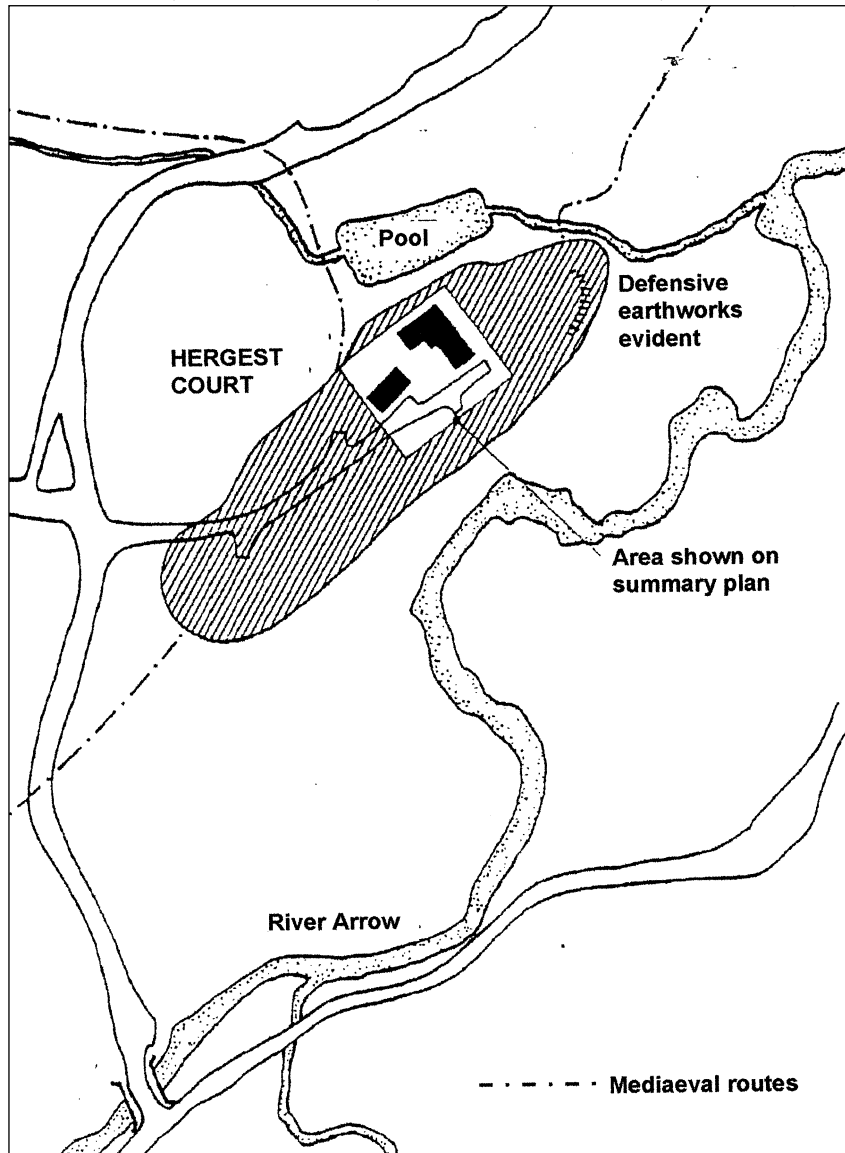 Pool
Defensive
earthworks
evident
HERGEST
COURT
Area shown on
summary plan
River Arrow
Mediaeval routes